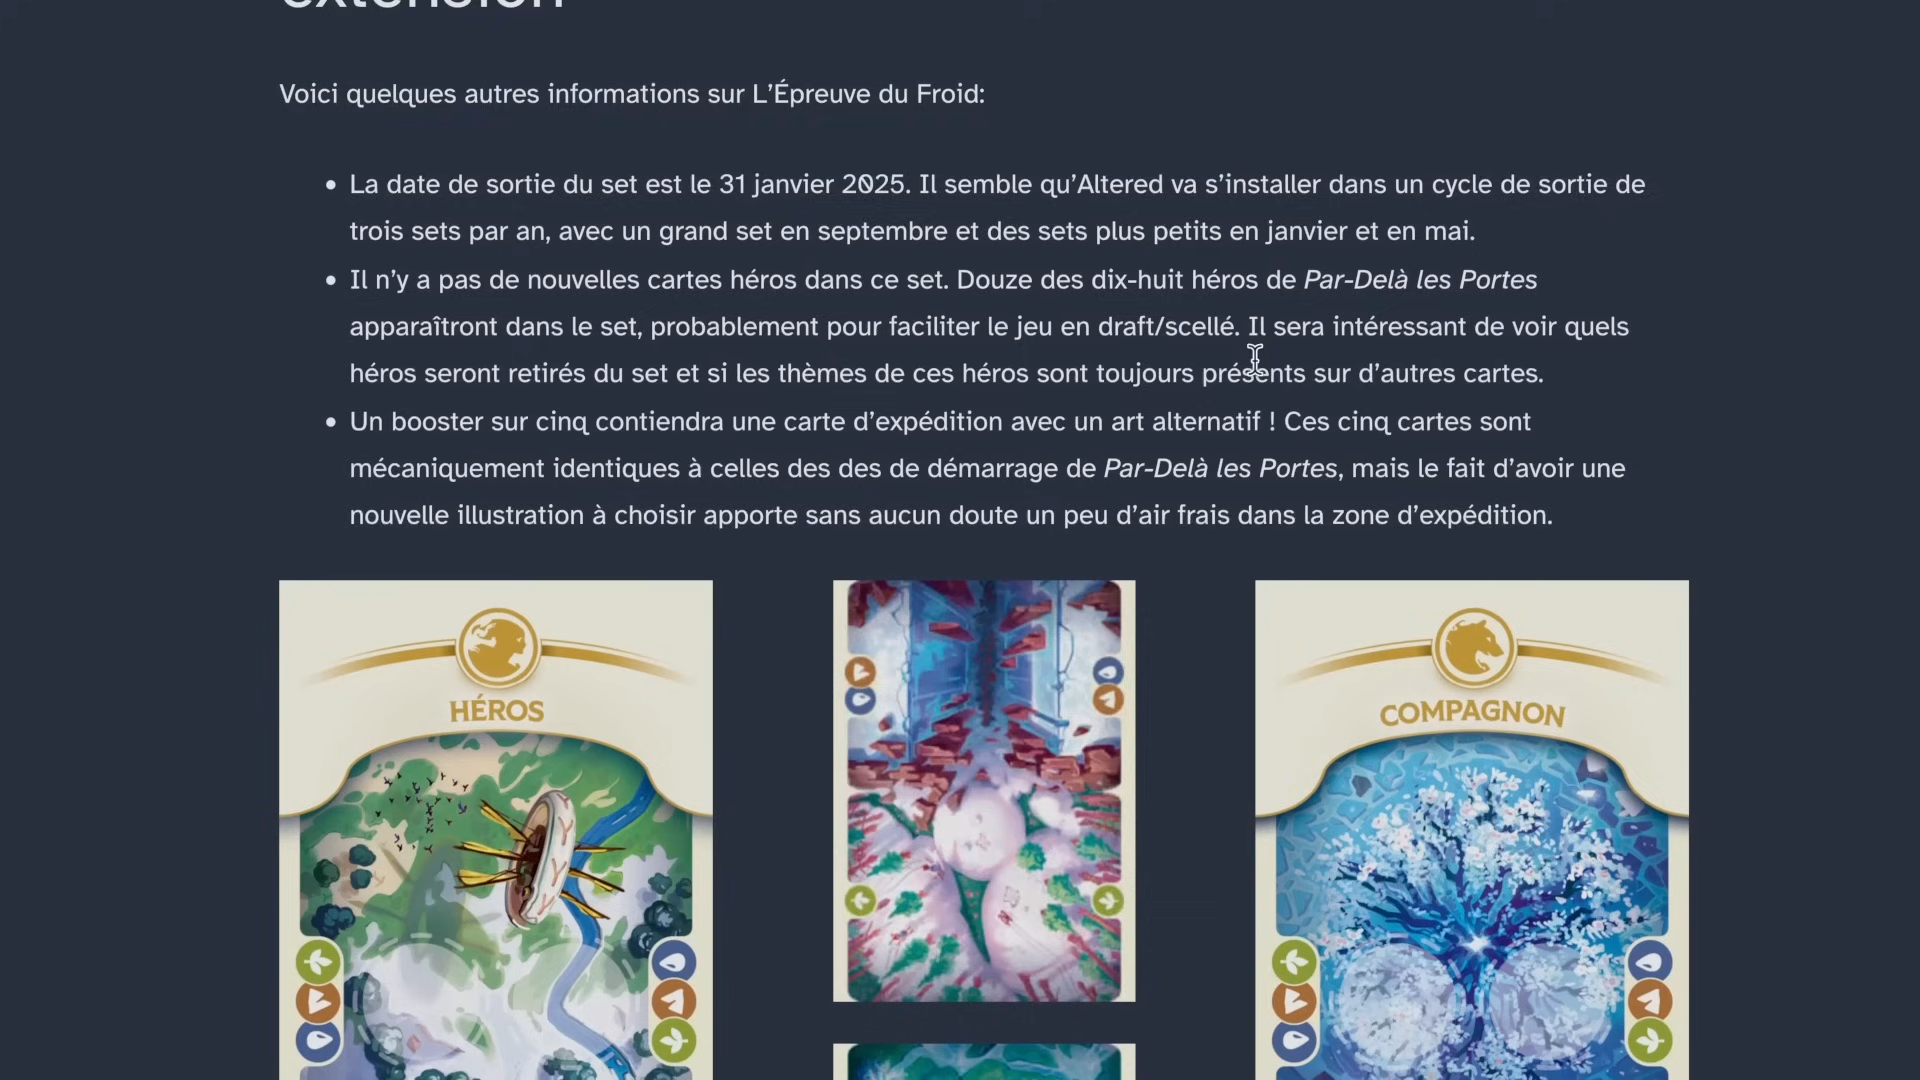 extension
Voici quelques autres informations sur L’Épreuve du Froid:
La date de sortie du set est le 31 janvier 2025. Il semble qu’Altered va s’installer dans un cycle de sortie de
trois sets par an, avec un grand set en septembre et des sets plus petits en janvier et en mai.
Il n’y a pas de nouvelles cartes héros dans ce set. Douze des dix-huit héros de Par-Delà les Portes
apparaîtront dans le set, probablement pour faciliter le jeu en draft/scellé. Il sera intéressant de voir quels
héros seront retirés du set et si les thèmes de ces héros sont toujours présents sur d’autres cartes.
Un booster sur cinq contiendra une carte d’expédition avec un art alternatif ! Ces cinq cartes sont
mécaniquement identiques à celles des des de démarrage de Par-Delà les Portes, mais le fait d’avoir une
nouvelle illustration à choisir apporte sans aucun doute un peu d’air frais dans la zone d’expédition.
HÉROS
COMPAGNON